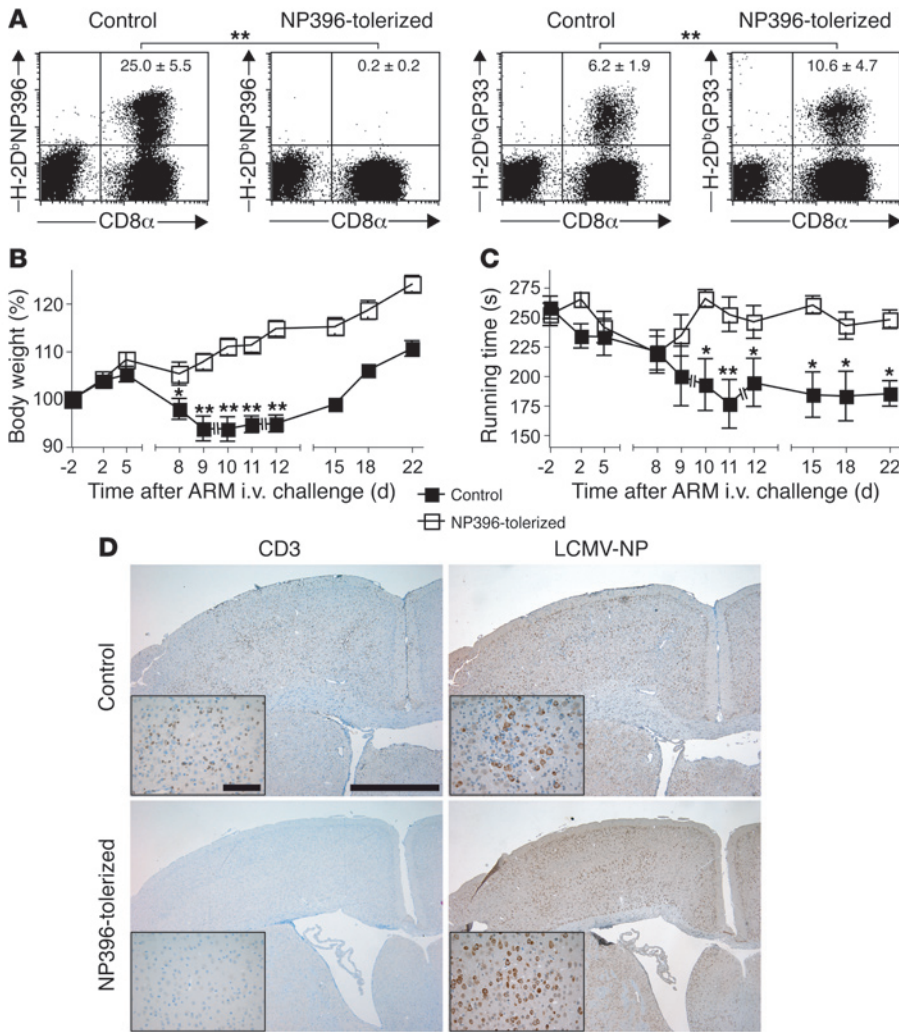 A
Control
NP396-tolerized
Control
NP396-tolerized
**
**
25.0 ± 5.5
0.2 ± 0.2
6.2 ± 1.9
10.6 ± 4.7
H-2DᵇNP396
H-2DᵇNP396
H-2DᵇGP33
H-2DᵇGP33
CD8α
CD8α
CD8α
CD8α
B
Body weight (%)
120
110
100
90
* ** ** ** **
-2 2 5 8 9 10 11 12 15 18 22
Time after ARM i.v. challenge (d)
C
Running time (s)
275
250
225
200
175
150
* ** * * * *
-2 2 5 8 9 10 11 12 15 18 22
Time after ARM i.v. challenge (d)
Control
NP396-tolerized
D
CD3
LCMV-NP
Control
NP396-tolerized